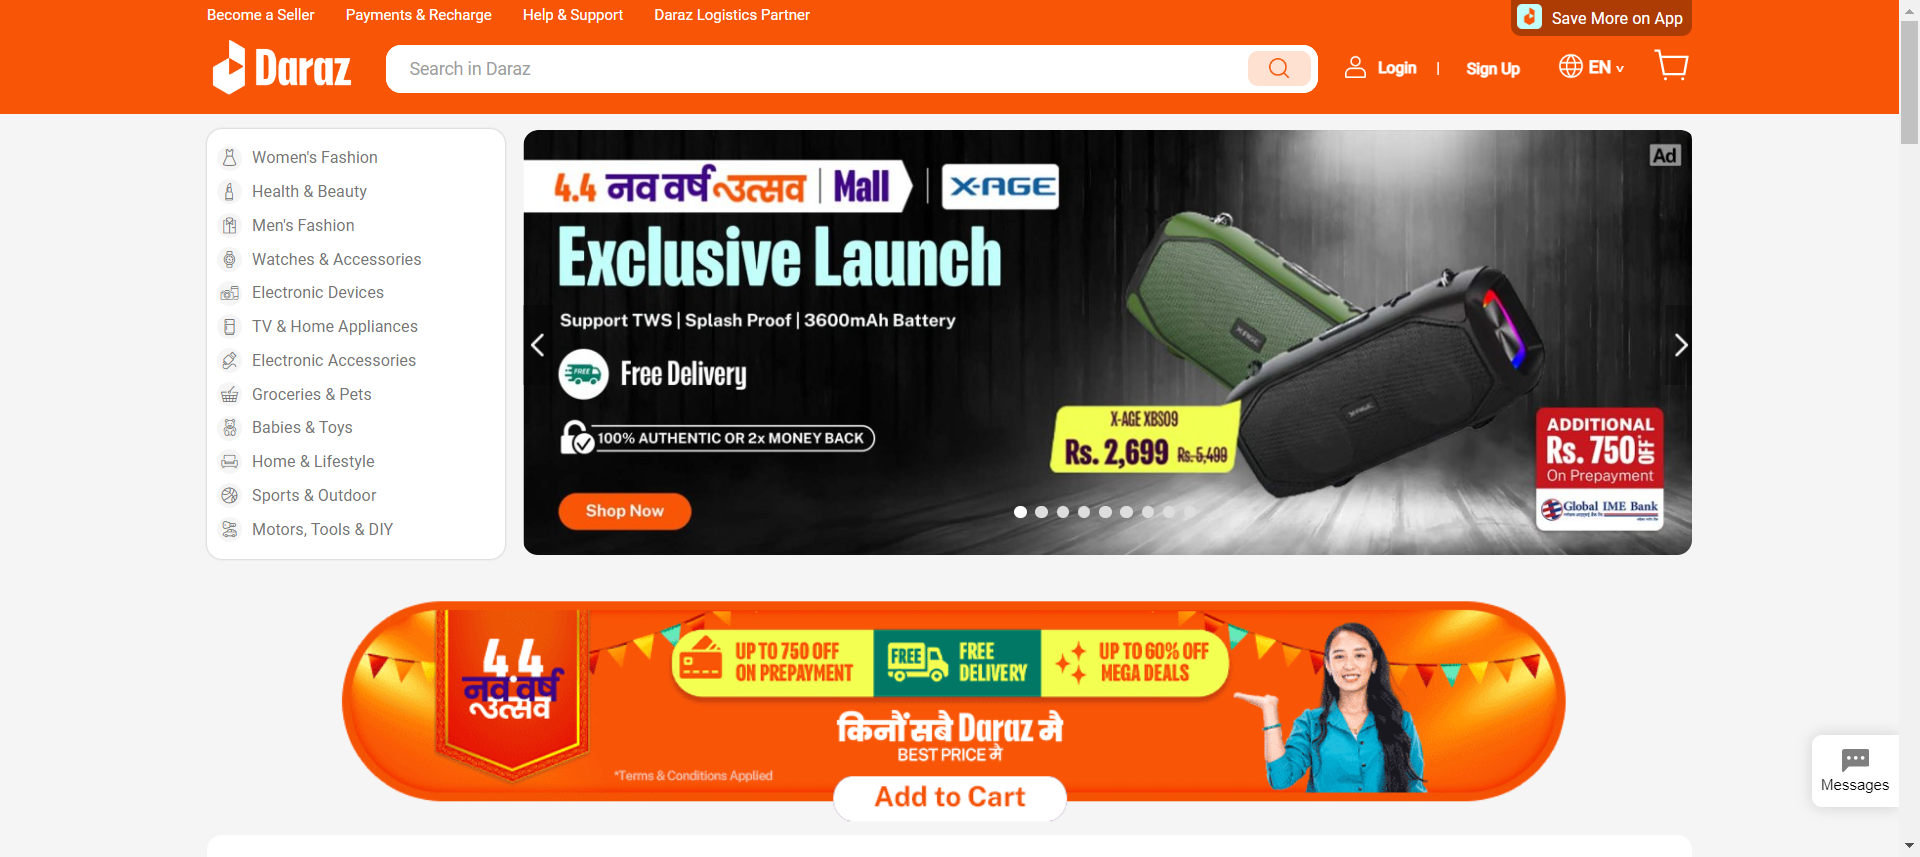 Become a Seller
Payments & Recharge
Help & Support
Daraz Logistics Partner
Save More on App
Daraz
Search in Daraz
Login
|
Sign Up
EN
Women's Fashion
Health & Beauty
Men's Fashion
Watches & Accessories
Electronic Devices
TV & Home Appliances
Electronic Accessories
Groceries & Pets
Babies & Toys
Home & Lifestyle
Sports & Outdoor
Motors, Tools & DIY
Ad
4.4 नव वर्ष उत्सव | Mall | X-AGE
Exclusive Launch
Support TWS | Splash Proof | 3600mAh Battery
FREE
Free Delivery
100% AUTHENTIC OR 2x MONEY BACK
Shop Now
X-AGE
X-AGE
X-AGE XBS09
Rs. 2,699 Rs. 5,499
ADDITIONAL
Rs. 750 OFF*
On Prepayment
Global IME Bank
4.4
नव वर्ष
उत्सव
UP TO 750 OFF
ON PREPAYMENT
FREE
FREE
DELIVERY
UP TO 60% OFF
MEGA DEALS
किनौं सबै Daraz मै
BEST PRICE मै
*Terms & Conditions Applied
Add to Cart
Messages